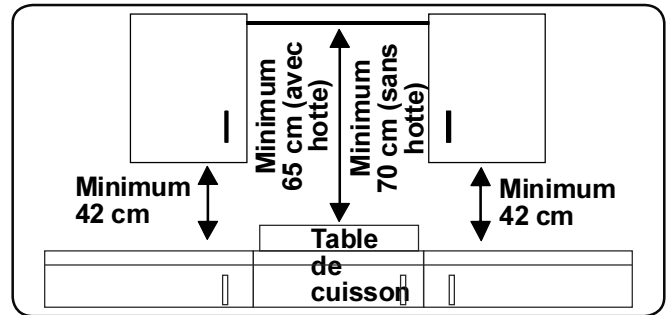 Minimum
65 cm (avec
hotte)
Minimum
70 cm (sans
hotte)
Minimum
42 cm
Minimum
42 cm
Table
de
cuisson